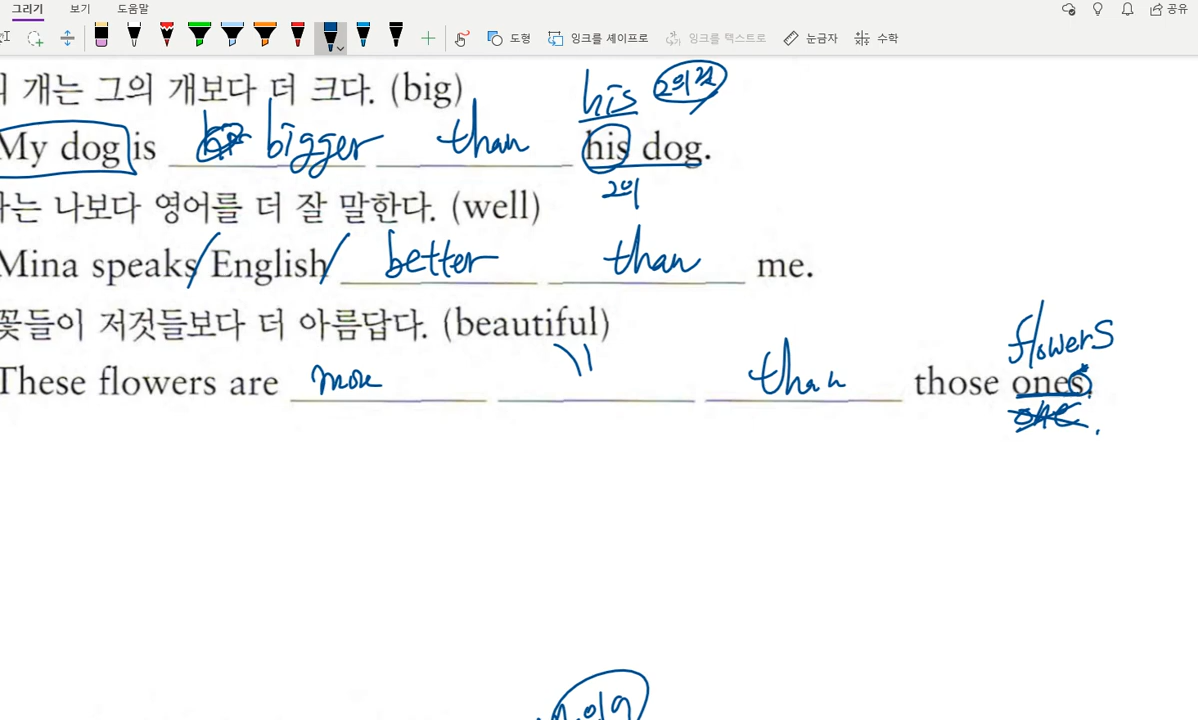 그리기 보기 도움말 공유
도형 잉크를 셰이프로 잉크를 텍스트로 눈금자 수학
개는 그의 개보다 더 크다. (big) his 그의 것
My dog is bigger than his dog.
그의
는 나보다 영어를 더 잘 말한다. (well)
Mina speaks/English/ better than me.
꽃들이 저것들보다 더 아름답다. (beautiful)
flowers
These flowers are more than those ones.
one.